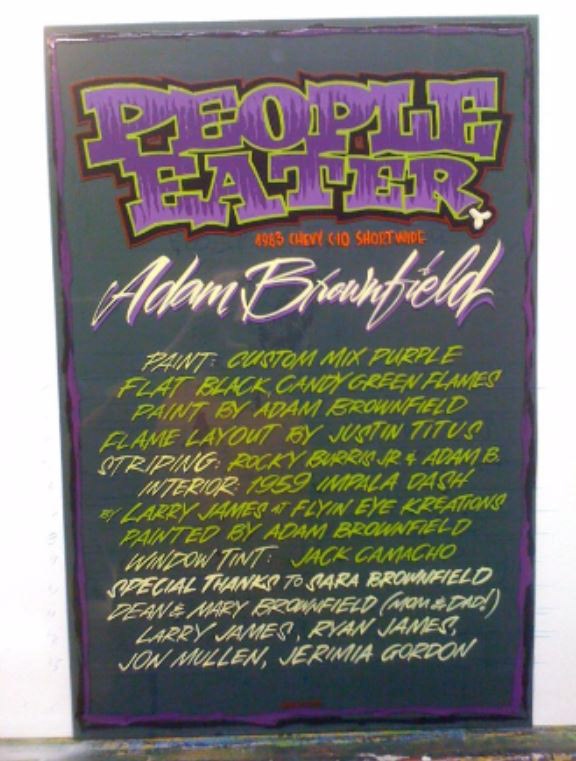 PEOPLE
EATER
1983 CHEVY C-10 SHORT WIDE
Adam Brownfield
PAINT: CUSTOM MIX PURPLE
FLAT BLACK, CANDY GREEN FLAMES
PAINT BY ADAM BROWNFIELD
FLAME LAYOUT BY JUSTIN TITUS
STRIPING: ROCKY BURRIS JR & ADAM B.
INTERIOR: 1959 IMPALA DASH
BY LARRY JAMES AT FLYIN EYE KREATIONS
PAINTED BY ADAM BROWNFIELD
WINDOW TINT: JACK CAMACHO
SPECIAL THANKS TO SARA BROWNFIELD
DEAN & MARY BROWNFIELD (MOM & DAD!)
LARRY JAMES, RYAN JAMES,
JON MULLEN, JERIMIA GORDON